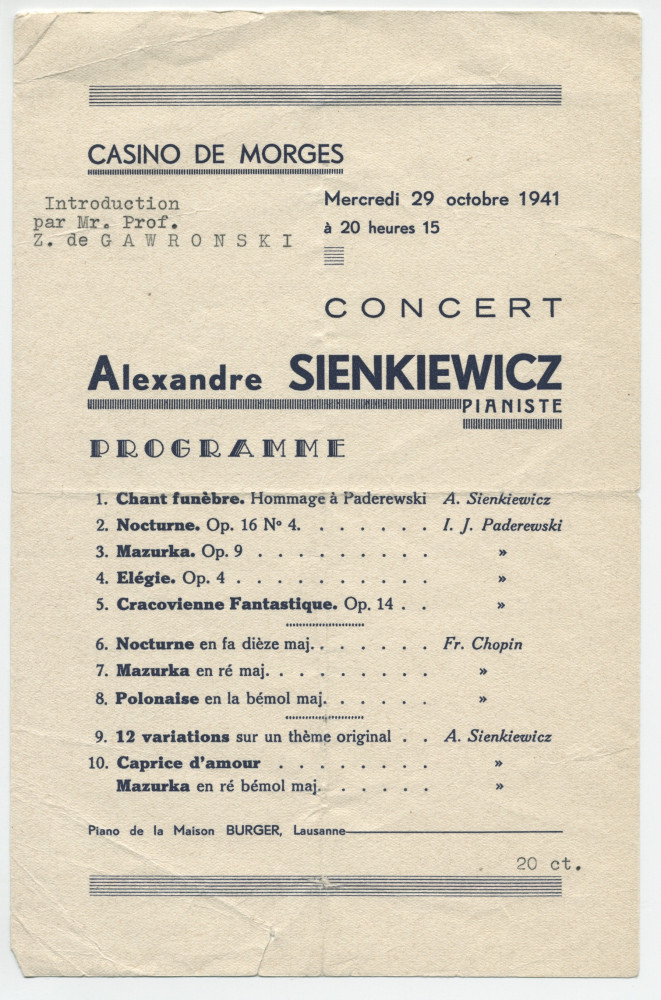 CASINO DE MORGES
Introduction
par Mr. Prof.
Z. de G A W R O N S K I
Mercredi 29 octobre 1941
à 20 heures 15
CONCERT
Alexandre SIENKIEWICZ
PIANISTE
PROGRAMME
1. Chant funèbre. Hommage à Paderewski A. Sienkiewicz
2. Nocturne. Op. 16 Nº 4. . . . . . . I. J. Paderewski
3. Mazurka. Op. 9 . . . . . . . . . »
4. Elégie. Op. 4 . . . . . . . . . . »
5. Cracovienne Fantastique. Op. 14 . . »
6. Nocturne en fa dièze maj. . . . . . . Fr. Chopin
7. Mazurka en ré maj. . . . . . . . . »
8. Polonaise en la bémol maj. . . . . . »
9. 12 variations sur un thème original . . A. Sienkiewicz
10. Caprice d'amour . . . . . . . . »
Mazurka en ré bémol maj. . . . . . »
Piano de la Maison BURGER, Lausanne
20 ct.